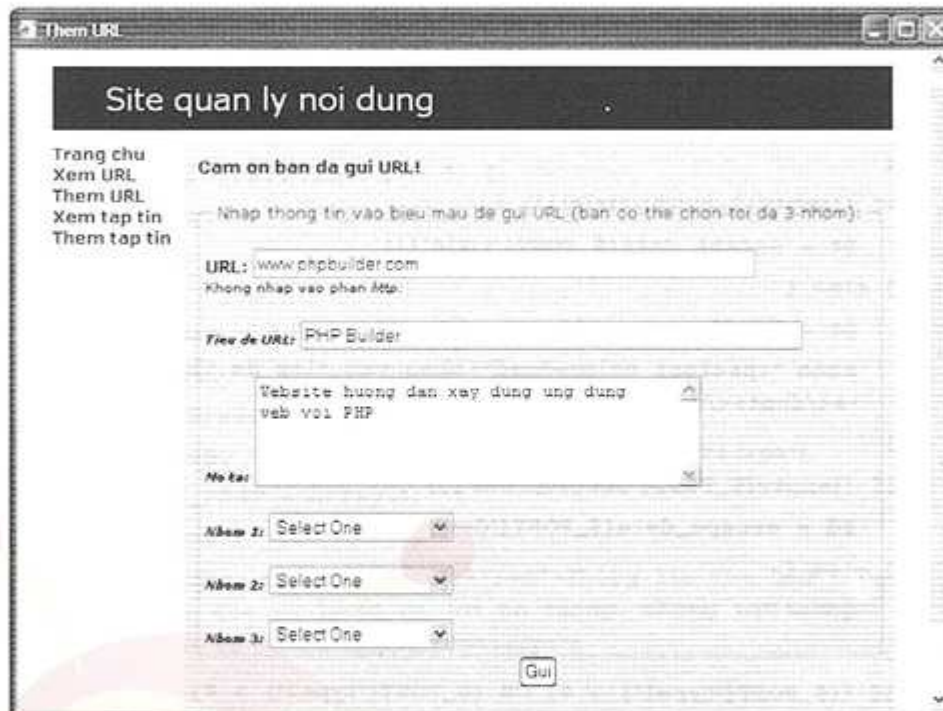 Them URL
Site quan ly noi dung
Trang chu
Xem URL
Them URL
Xem tap tin
Them tap tin
Cam on ban da gui URL!
Nhap thong tin vao bieu mau de gui URL (ban co the chon toi da 3 nhom):
URL: www.phpbuilder.com
Khong nhap vao phan http:
Tieu de URL: PHP Builder
Website huong dan xay dung ung dung
web voi PHP
Mo ta:
Nhom 1: Select One
Nhom 2: Select One
Nhom 3: Select One
Gui